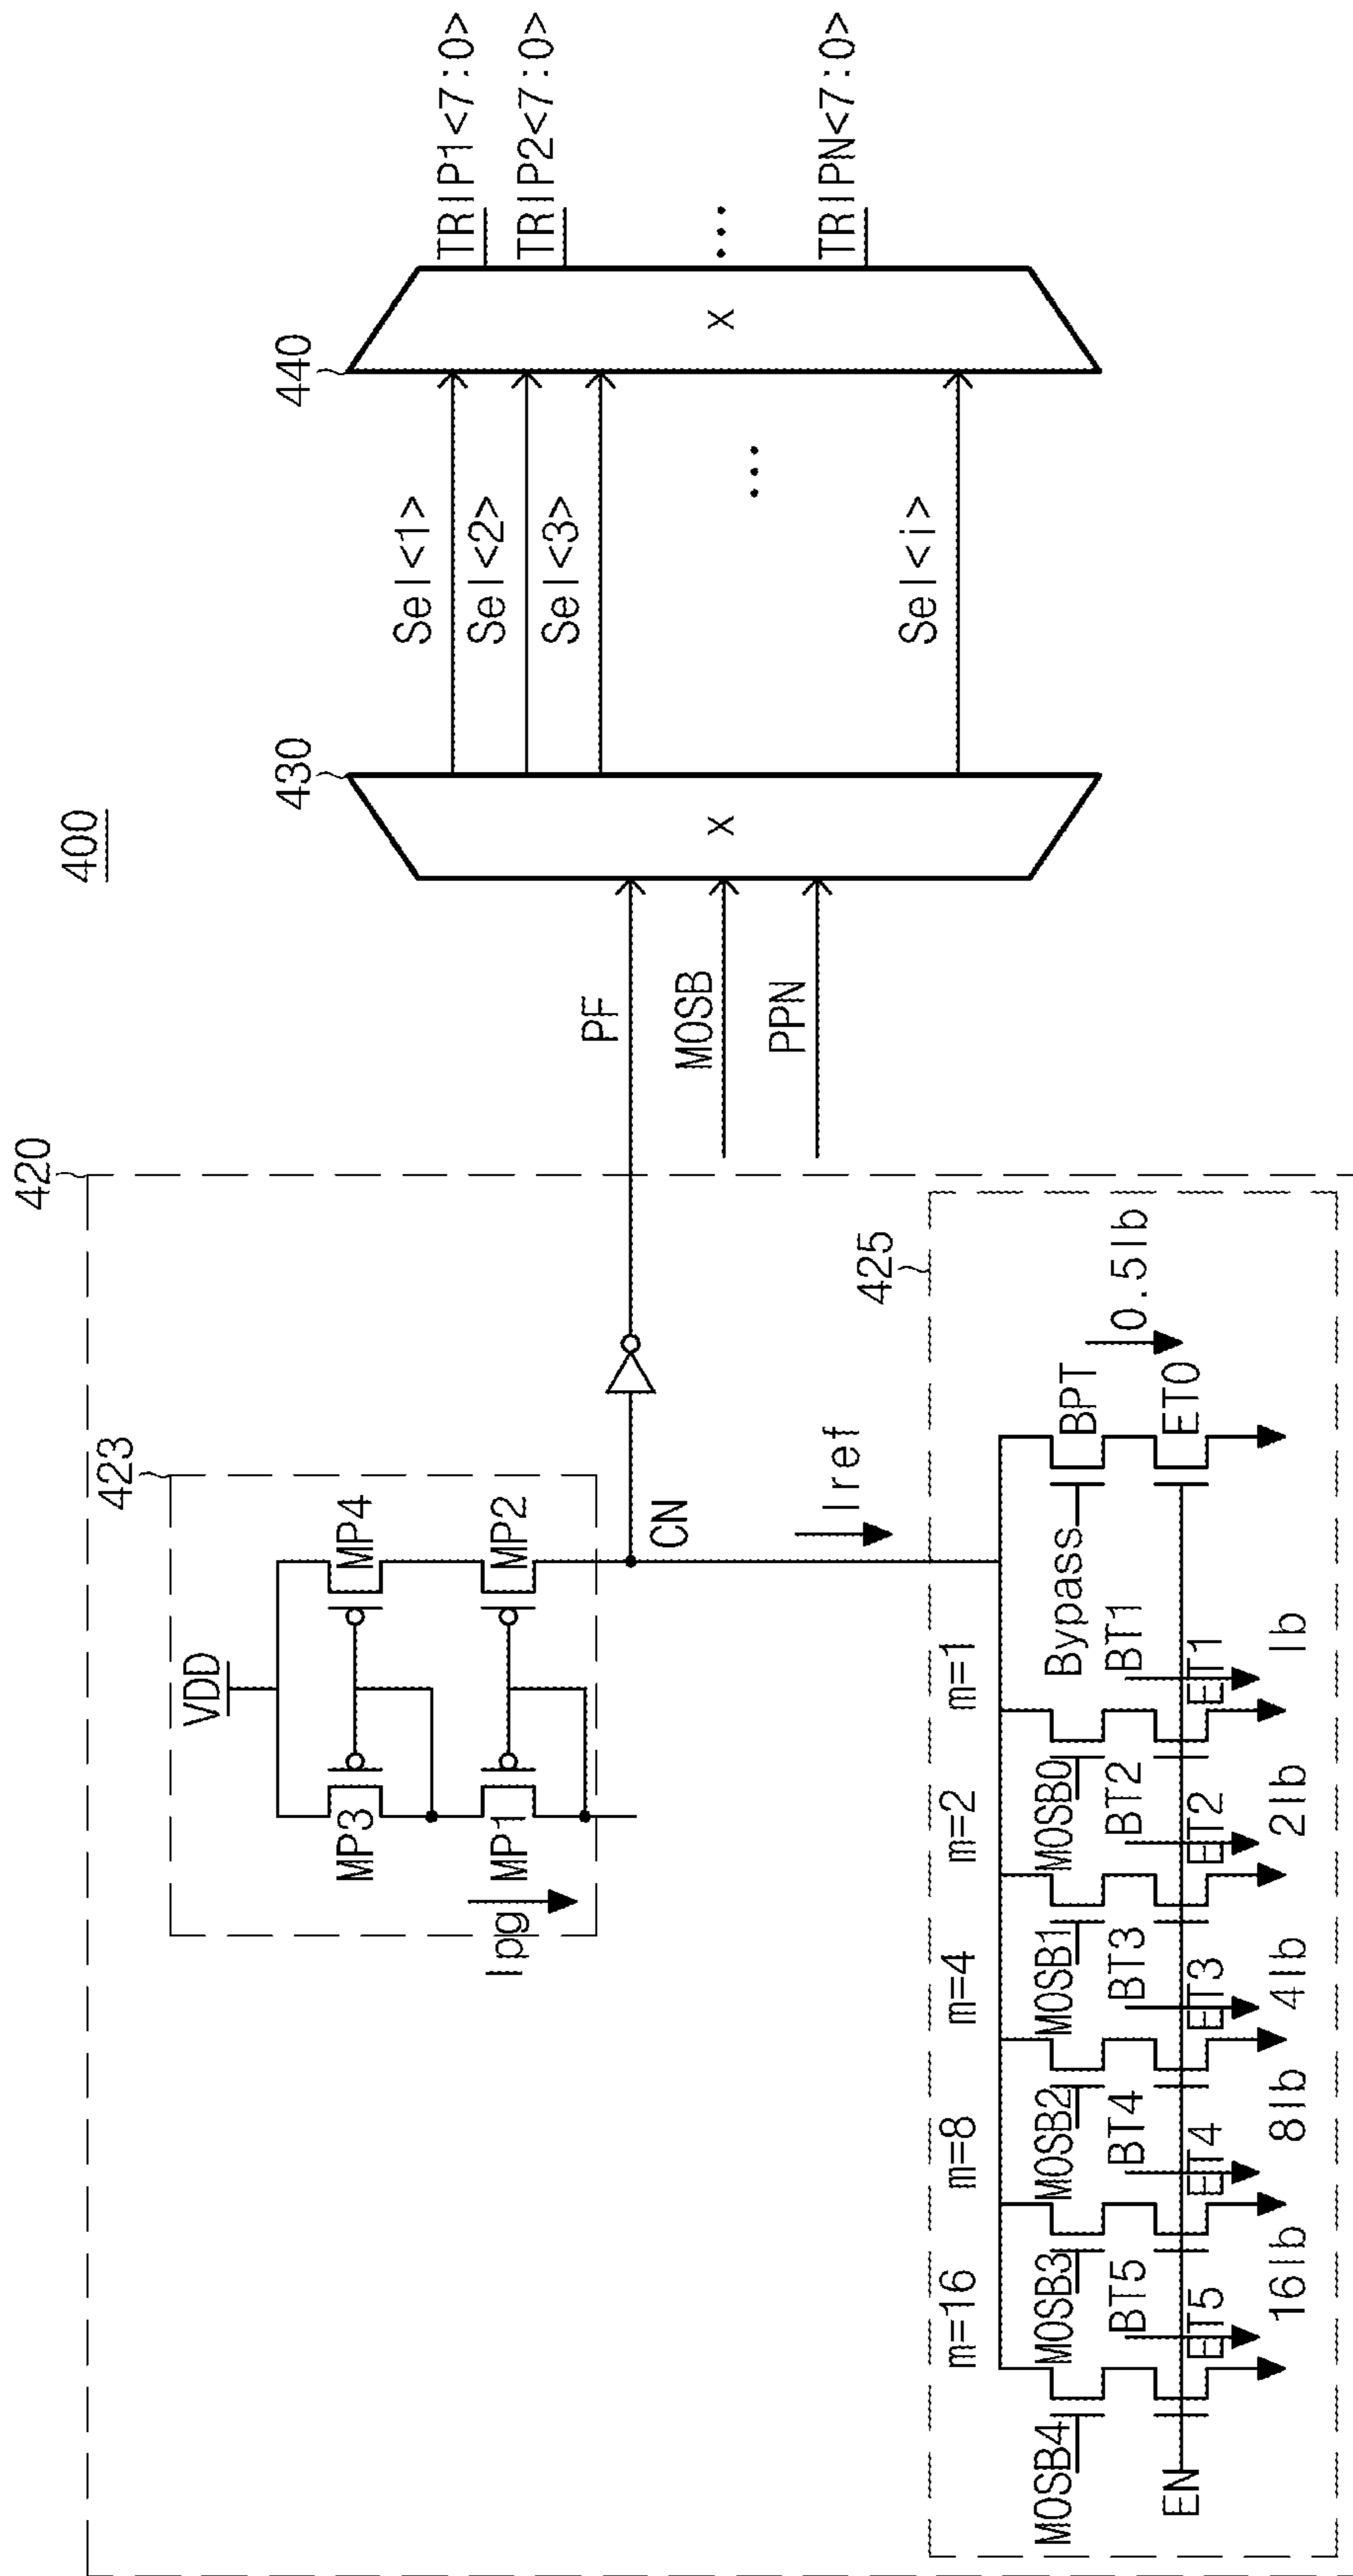 400
420
423
VDD
MP3
MP4
MP1
MP2
Ipg
CN
Iref
PF
MOSB
PPN
430
Sel<1>
Sel<2>
Sel<3>
...
Sel<i>
440
TRIP1<7:0>
TRIP2<7:0>
...
TRIPN<7:0>
X
X
425
m=16
m=8
m=4
m=2
m=1
MOSB4
MOSB3
MOSB2
MOSB1
MOSB0
Bypass
BPT
BT5
BT4
BT3
BT2
BT1
0.5Ib
EN
ET5
ET4
ET3
ET2
ET1
ET0
16Ib
8Ib
4Ib
2Ib
Ib